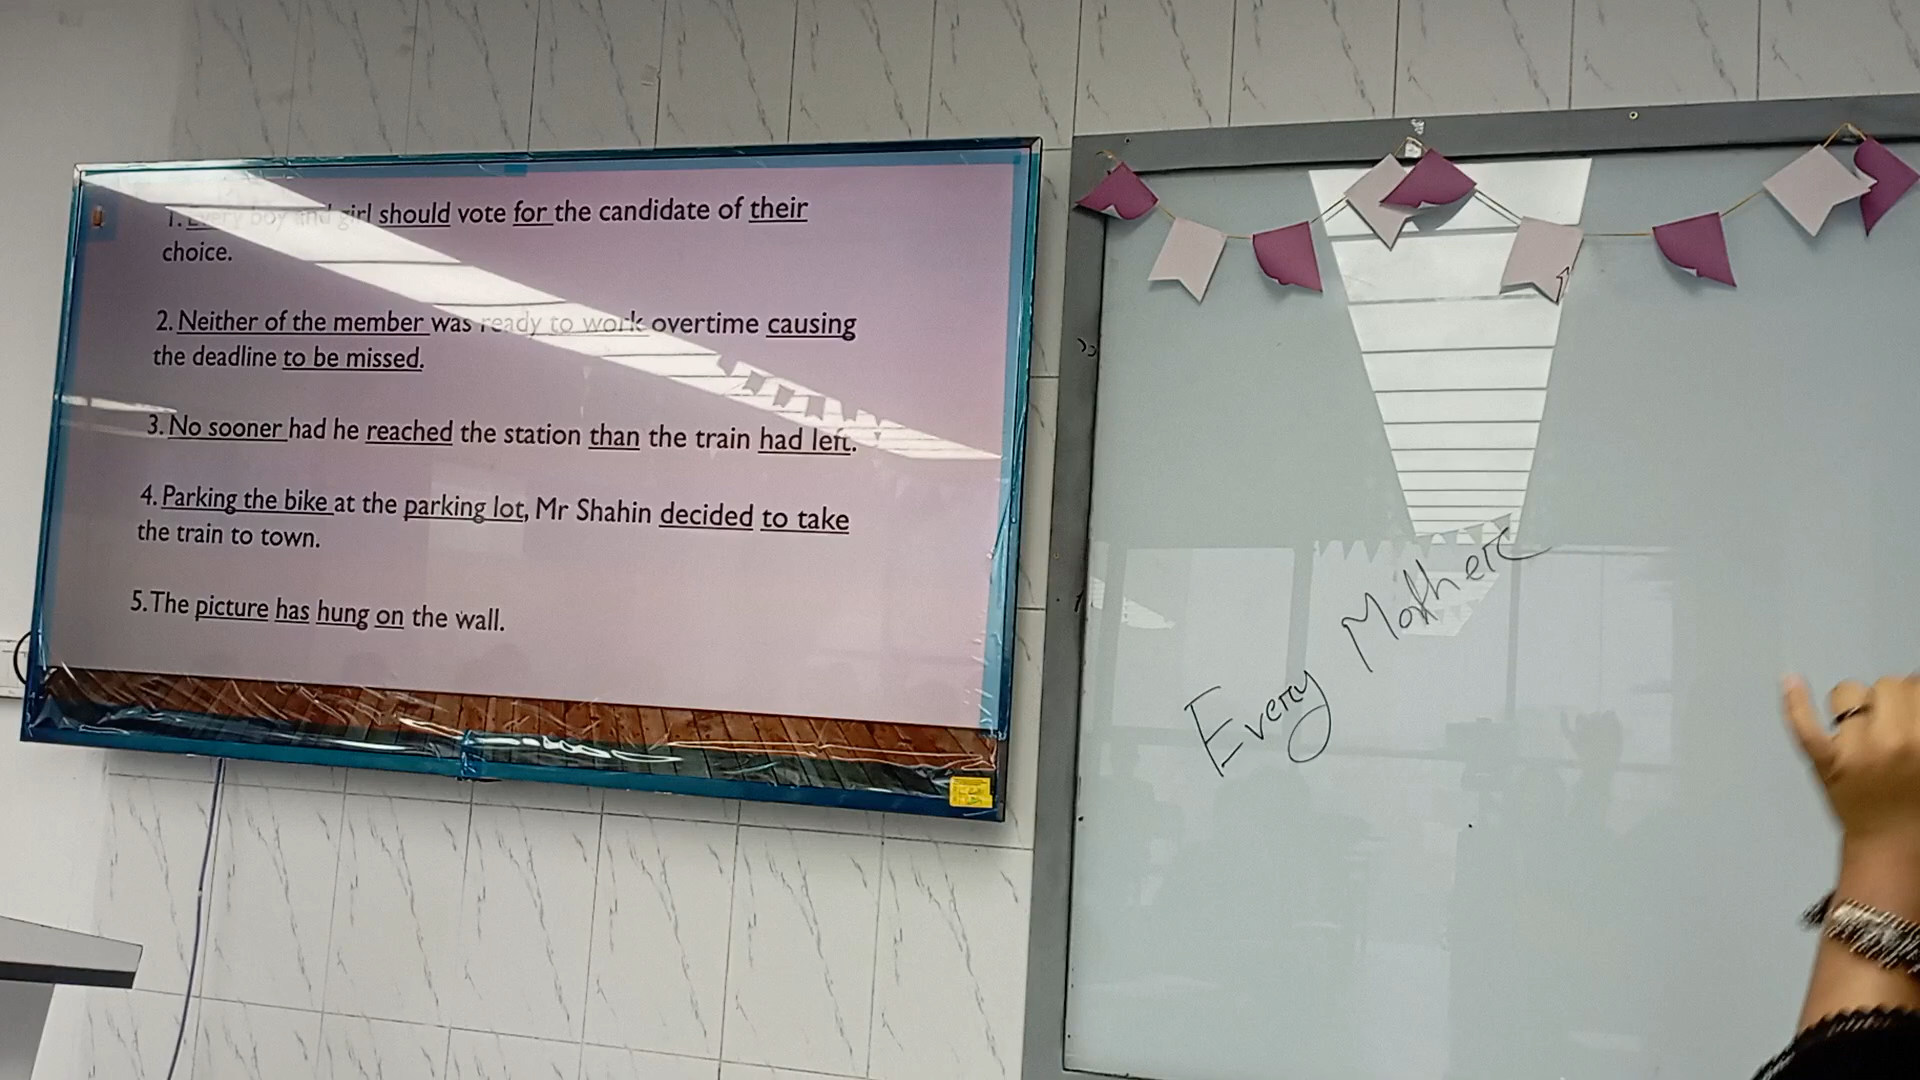 1. Every boy and girl should vote for the candidate of their
choice.
2. Neither of the member was ready to work overtime causing
the deadline to be missed.
3. No sooner had he reached the station than the train had left.
4. Parking the bike at the parking lot, Mr Shahin decided to take
the train to town.
5. The picture has hung on the wall.
Every Mother